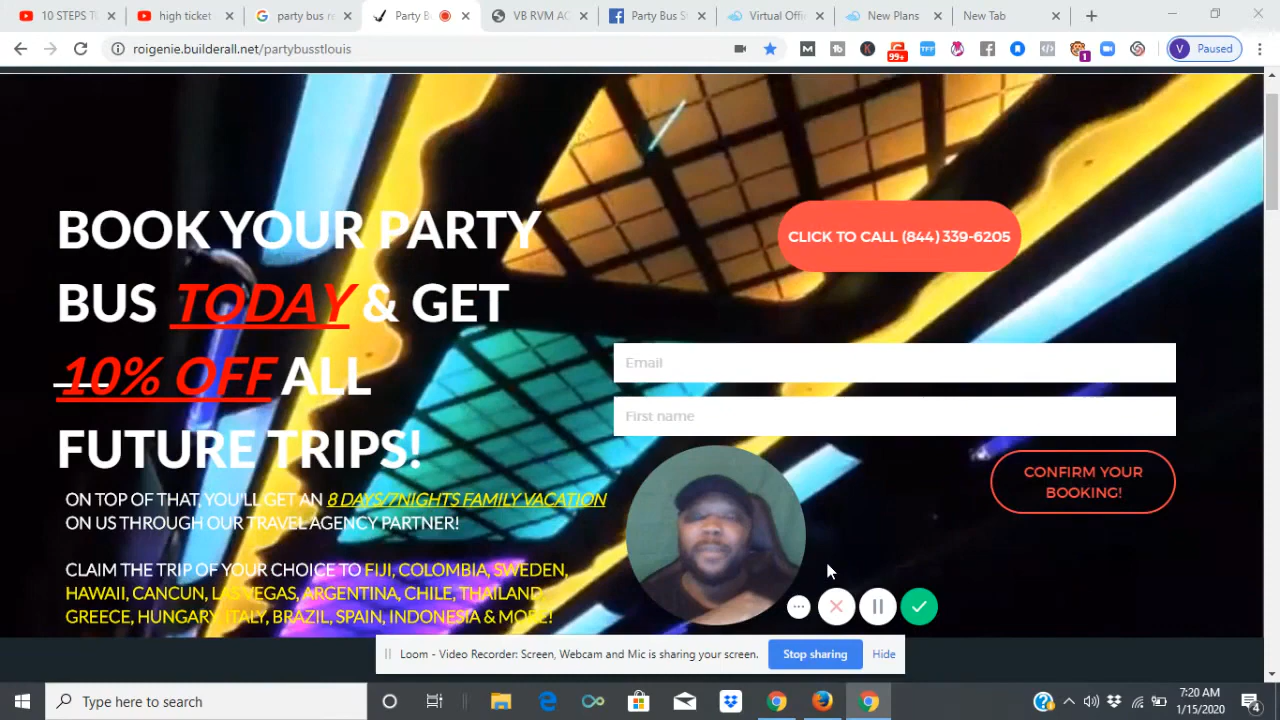 10 STEPS TU
high ticket
party bus re
Party B
VB RVM AC
Party Bus S
Virtual Offi
New Plans
New Tab
roigenie.builderall.net/partybusstlouis
99+
1
V
Paused
BOOK YOUR PARTY
BUS TODAY & GET
10% OFF ALL
FUTURE TRIPS!
ON TOP OF THAT, YOU'LL GET AN 8 DAYS/7NIGHTS FAMILY VACATION
ON US THROUGH OUR TRAVEL AGENCY PARTNER!
CLAIM THE TRIP OF YOUR CHOICE TO FIJI, COLOMBIA, SWEDEN,
HAWAII, CANCUN, LAS VEGAS, ARGENTINA, CHILE, THAILAND,
GREECE, HUNGARY, ITALY, BRAZIL, SPAIN, INDONESIA & MORE!
CLICK TO CALL (844) 339-6205
Email
First name
CONFIRM YOUR
BOOKING!
Loom - Video Recorder: Screen, Webcam and Mic is sharing your screen.
Stop sharing
Hide
Type here to search
7:20 AM
1/15/2020
4